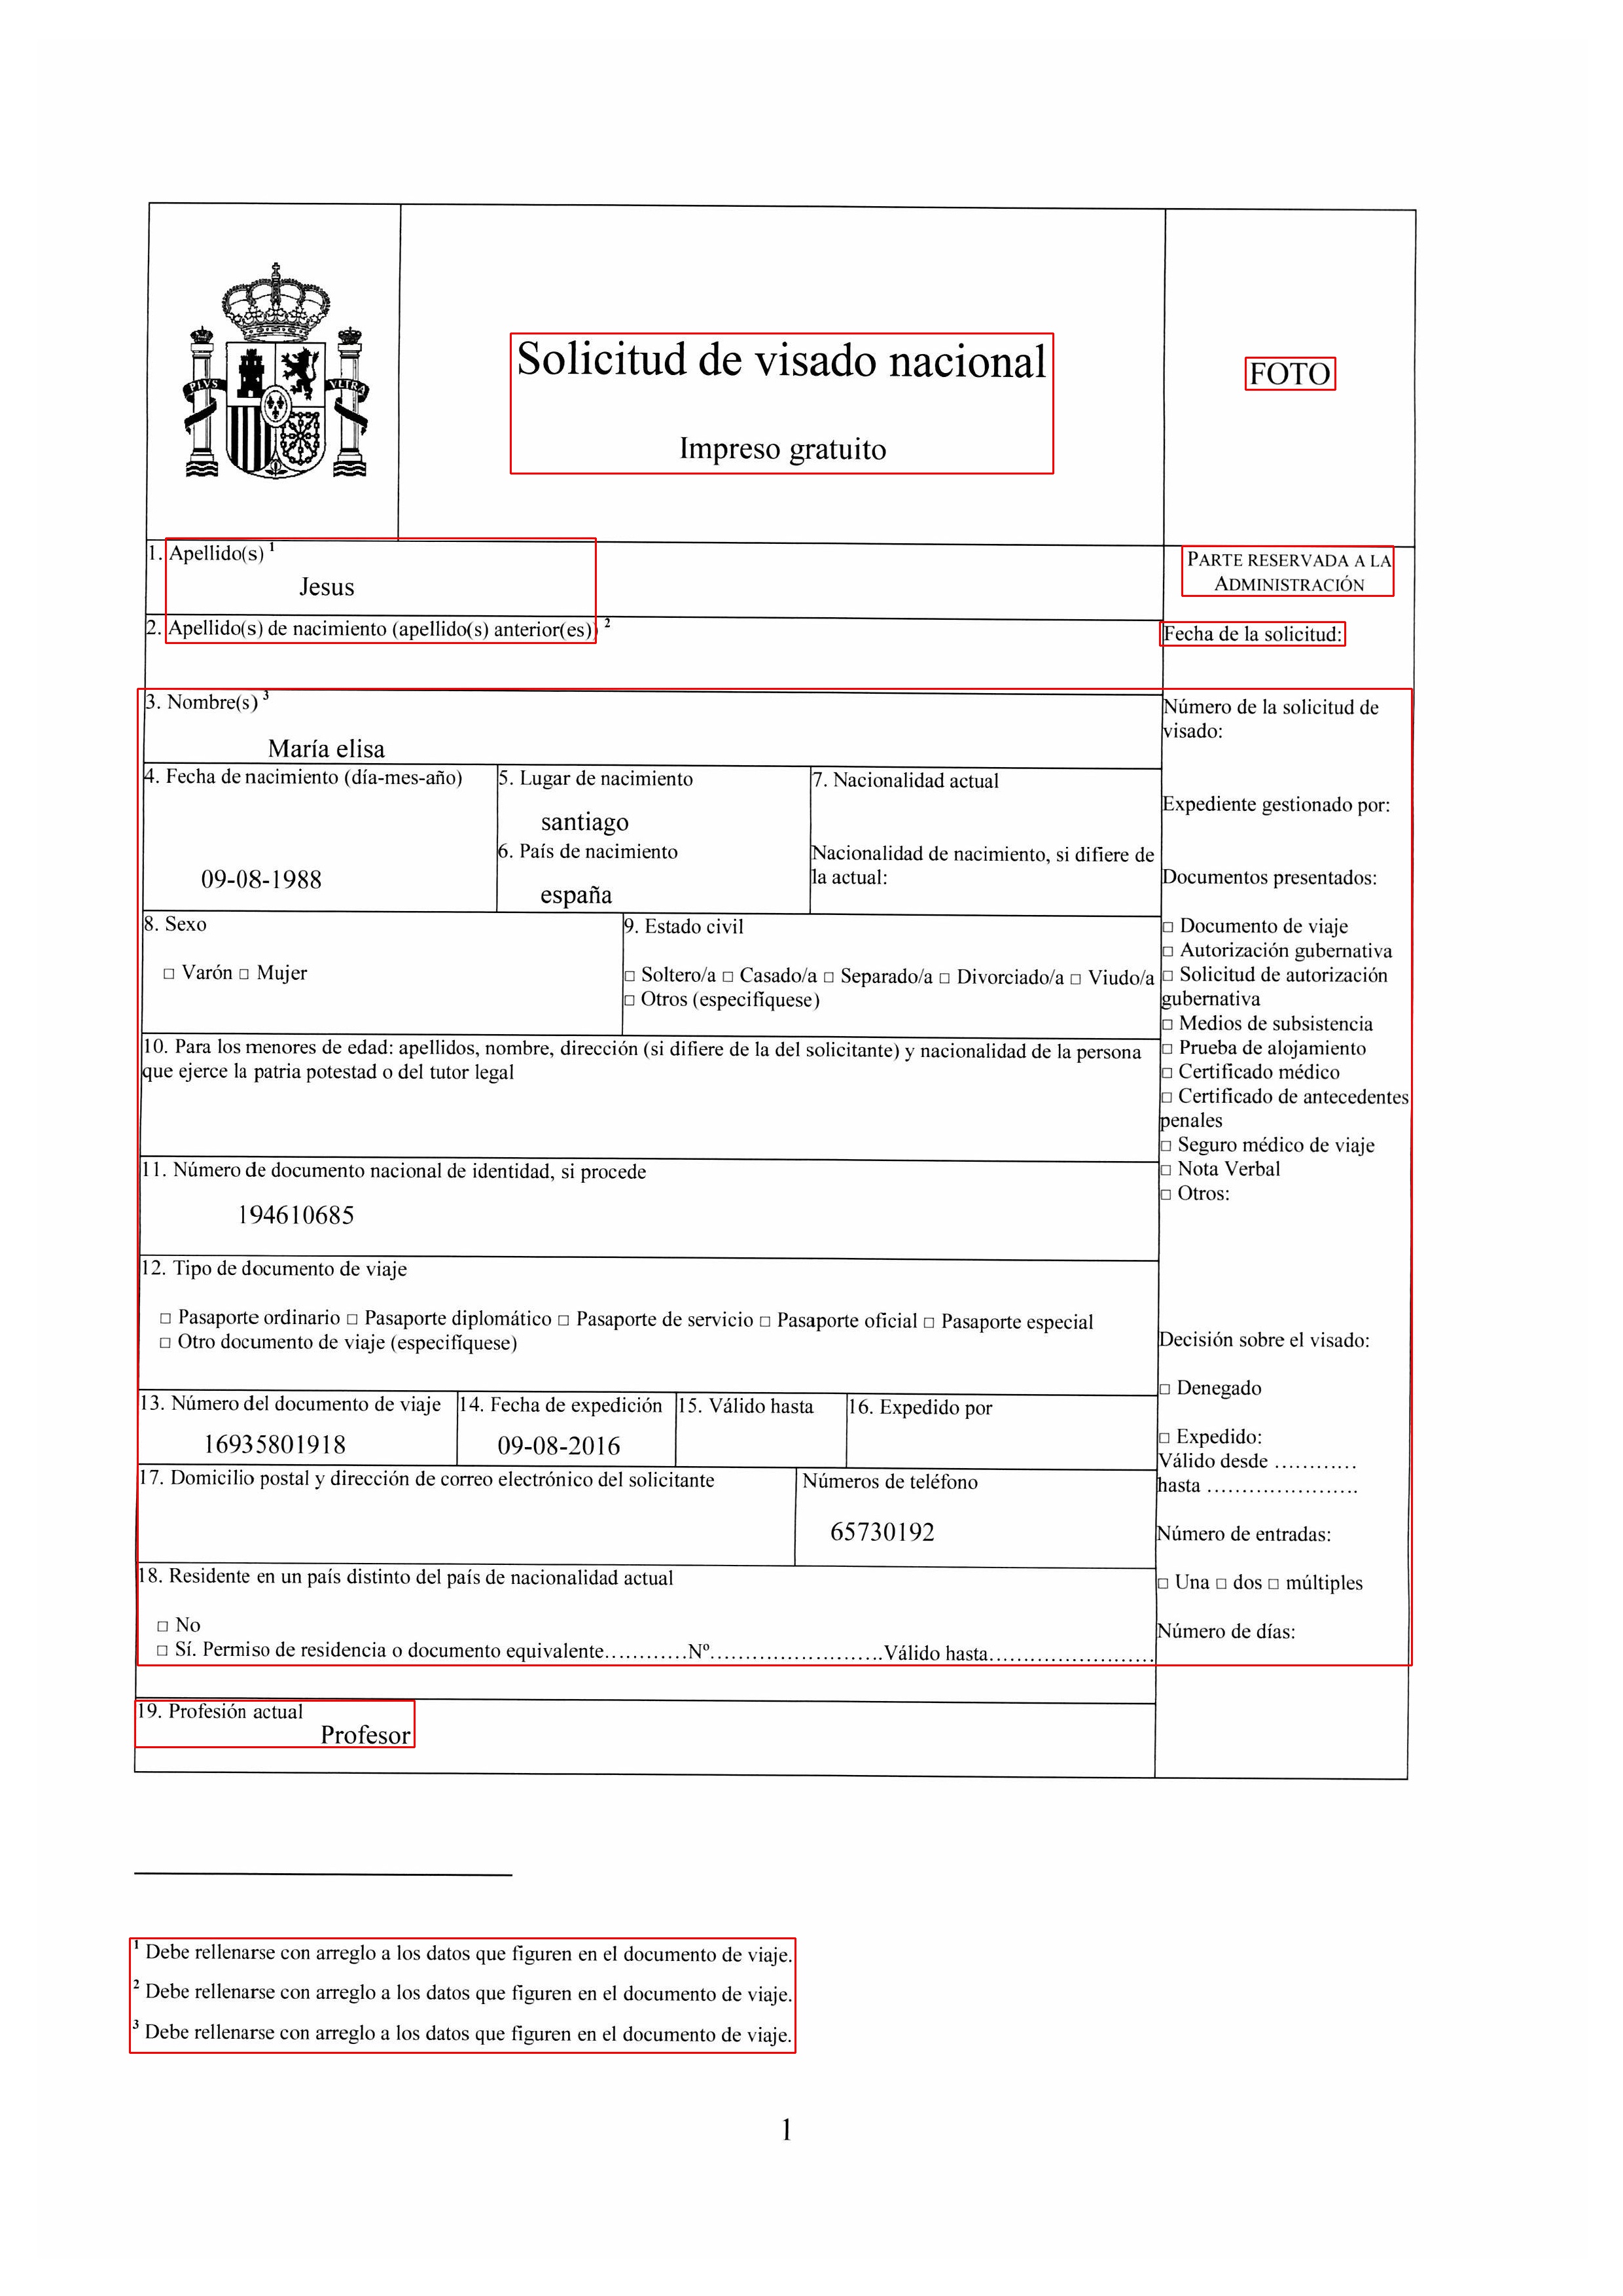 PLVS
VLTRA
Solicitud de visado nacional
Impreso gratuito
FOTO
1. Apellido(s) 1
Jesus
2. Apellido(s) de nacimiento (apellido(s) anterior(es)) 2
3. Nombre(s) 3
María elisa
4. Fecha de nacimiento (día-mes-año)
09-08-1988
5. Lugar de nacimiento
santiago
6. País de nacimiento
españa
7. Nacionalidad actual
Nacionalidad de nacimiento, si difiere de
la actual:
8. Sexo
□ Varón □ Mujer
9. Estado civil
□ Soltero/a □ Casado/a □ Separado/a □ Divorciado/a □ Viudo/a
□ Otros (especifíquese)
10. Para los menores de edad: apellidos, nombre, dirección (si difiere de la del solicitante) y nacionalidad de la persona
que ejerce la patria potestad o del tutor legal
11. Número de documento nacional de identidad, si procede
194610685
12. Tipo de documento de viaje
□ Pasaporte ordinario □ Pasaporte diplomático □ Pasaporte de servicio □ Pasaporte oficial □ Pasaporte especial
□ Otro documento de viaje (especifíquese)
13. Número del documento de viaje
16935801918
14. Fecha de expedición
09-08-2016
15. Válido hasta
16. Expedido por
17. Domicilio postal y dirección de correo electrónico del solicitante
Números de teléfono
65730192
18. Residente en un país distinto del país de nacionalidad actual
□ No
□ Sí. Permiso de residencia o documento equivalente............Nº.........................Válido hasta........................
19. Profesión actual
Profesor
PARTE RESERVADA A LA
ADMINISTRACIÓN
Fecha de la solicitud:
Número de la solicitud de
visado:
Expediente gestionado por:
Documentos presentados:
□ Documento de viaje
□ Autorización gubernativa
□ Solicitud de autorización
gubernativa
□ Medios de subsistencia
□ Prueba de alojamiento
□ Certificado médico
□ Certificado de antecedentes
penales
□ Seguro médico de viaje
□ Nota Verbal
□ Otros:
Decisión sobre el visado:
□ Denegado
□ Expedido:
Válido desde ............
hasta ......................
Número de entradas:
□ Una □ dos □ múltiples
Número de días:
1 Debe rellenarse con arreglo a los datos que figuren en el documento de viaje.
2 Debe rellenarse con arreglo a los datos que figuren en el documento de viaje.
3 Debe rellenarse con arreglo a los datos que figuren en el documento de viaje.
1